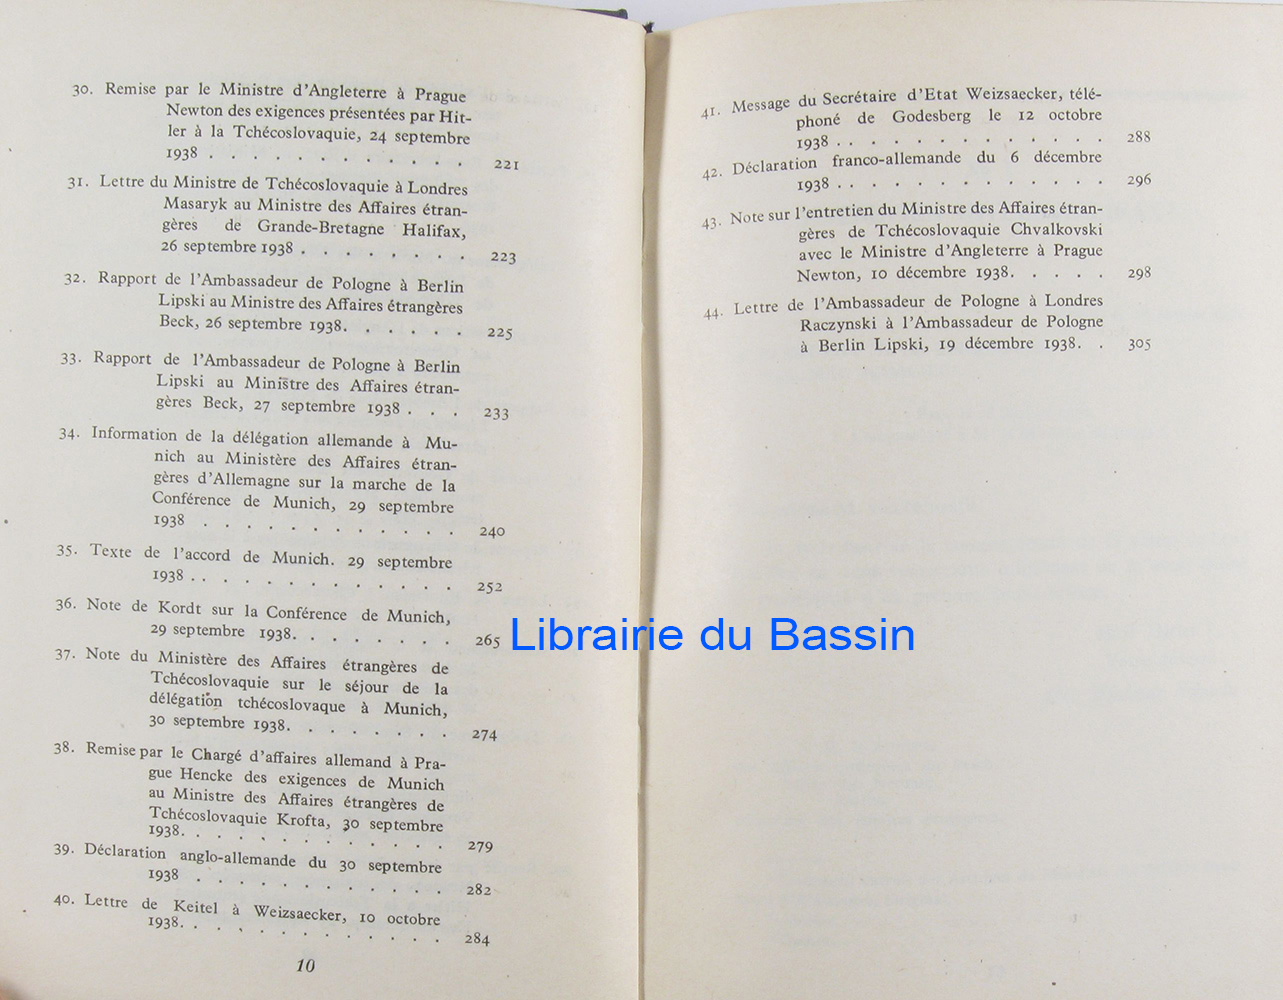 30. Remise par le Ministre d'Angleterre à Prague
Newton des exigences présentées par Hit-
ler à la Tchécoslovaquie, 24 septembre
1938 . . . . . . . . . . . . 221
31. Lettre du Ministre de Tchécoslovaquie à Londres
Masaryk au Ministre des Affaires étran-
gères de Grande-Bretagne Halifax,
26 septembre 1938 . . . . . . . . 223
32. Rapport de l'Ambassadeur de Pologne à Berlin
Lipski au Ministre des Affaires étrangères
Beck, 26 septembre 1938. . . . . . 225
33. Rapport de l'Ambassadeur de Pologne à Berlin
Lipski au Ministre des Affaires étran-
gères Beck, 27 septembre 1938 . . . 233
34. Information de la délégation allemande à Mu-
nich au Ministère des Affaires étran-
gères d'Allemagne sur la marche de la
Conférence de Munich, 29 septembre
1938 . . . . . . . . . . . . 240
35. Texte de l'accord de Munich. 29 septembre
1938 . . . . . . . . . . . . . 252
36. Note de Kordt sur la Conférence de Munich,
29 septembre 1938. . . . . . . . 265
37. Note du Ministère des Affaires étrangères de
Tchécoslovaquie sur le séjour de la
délégation tchécoslovaque à Munich,
30 septembre 1938. . . . . . . . 274
38. Remise par le Chargé d'affaires allemand à Pra-
gue Hencke des exigences de Munich
au Ministre des Affaires étrangères de
Tchécoslovaquie Krofta, 30 septembre
1938. . . . . . . . . . . . . 279
39. Déclaration anglo-allemande du 30 septembre
1938 . . . . . . . . . . . . 282
40. Lettre de Keitel à Weizsaecker, 10 octobre
1938. . . . . . . . . . . . . 284
10
41. Message du Secrétaire d'Etat Weizsaecker, télé-
phoné de Godesberg le 12 octobre
1938 . . . . . . . . . . . . . 288
42. Déclaration franco-allemande du 6 décembre
1938 . . . . . . . . . . . . . 296
43. Note sur l'entretien du Ministre des Affaires étran-
gères de Tchécoslovaquie Chvalkovski
avec le Ministre d'Angleterre à Prague
Newton, 10 décembre 1938. . . . . 298
44. Lettre de l'Ambassadeur de Pologne à Londres
Raczynski à l'Ambassadeur de Pologne
à Berlin Lipski, 19 décembre 1938. . 305
Librairie du Bassin